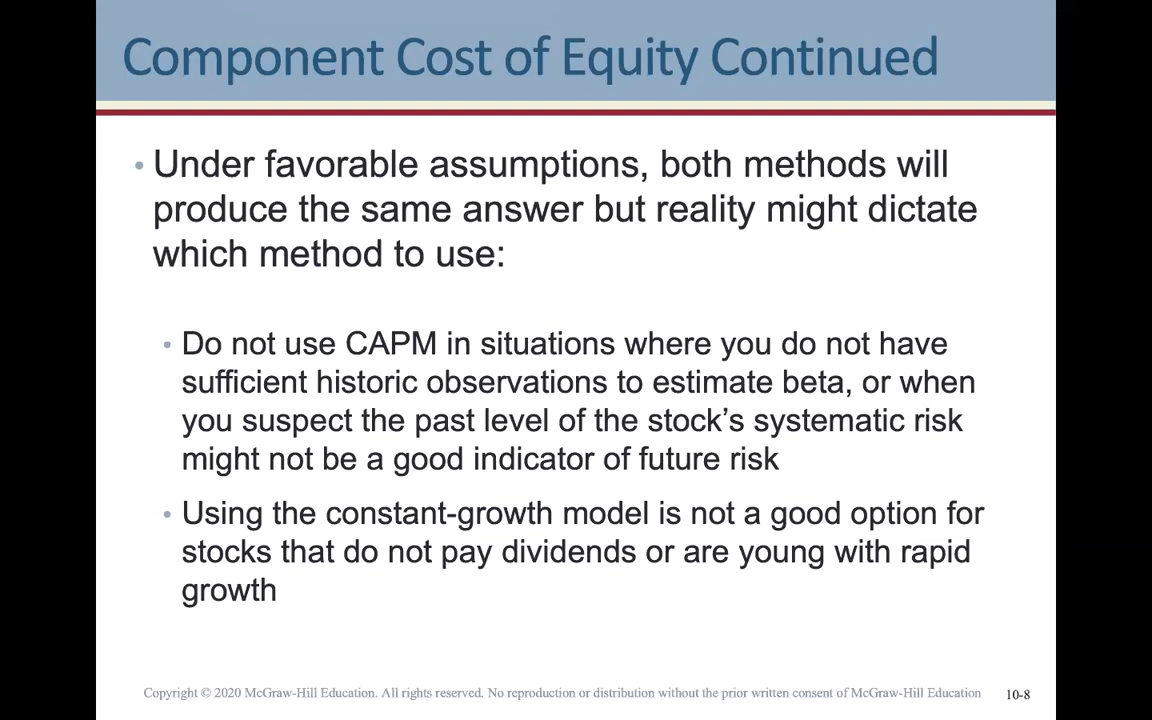 Component Cost of Equity Continued
• Under favorable assumptions, both methods will
produce the same answer but reality might dictate
which method to use:
• Do not use CAPM in situations where you do not have
sufficient historic observations to estimate beta, or when
you suspect the past level of the stock’s systematic risk
might not be a good indicator of future risk
• Using the constant-growth model is not a good option for
stocks that do not pay dividends or are young with rapid
growth
Copyright © 2020 McGraw-Hill Education. All rights reserved. No reproduction or distribution without the prior written consent of McGraw-Hill Education 10-8